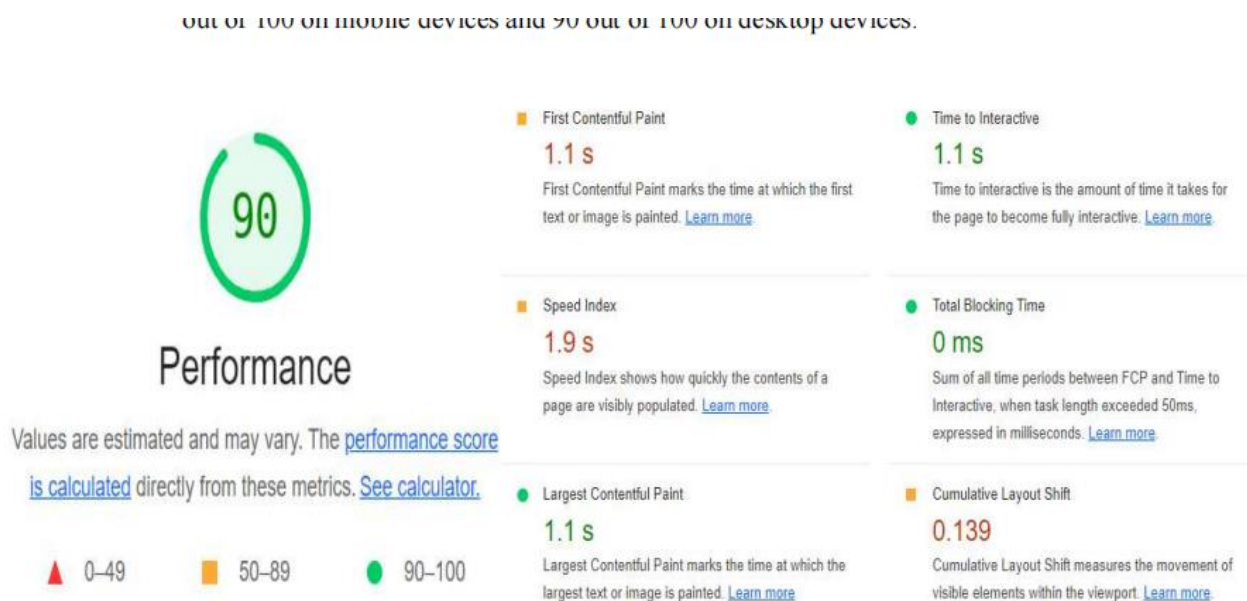 out of 100 on mobile devices and 90 out of 100 on desktop devices.
90
Performance
Values are estimated and may vary. The performance score
is calculated directly from these metrics. See calculator.
0–49
50–89
90–100
First Contentful Paint
1.1 s
First Contentful Paint marks the time at which the first
text or image is painted. Learn more.
Speed Index
1.9 s
Speed Index shows how quickly the contents of a
page are visibly populated. Learn more.
Largest Contentful Paint
1.1 s
Largest Contentful Paint marks the time at which the
largest text or image is painted. Learn more
Time to Interactive
1.1 s
Time to interactive is the amount of time it takes for
the page to become fully interactive. Learn more.
Total Blocking Time
0 ms
Sum of all time periods between FCP and Time to
Interactive, when task length exceeded 50ms,
expressed in milliseconds. Learn more.
Cumulative Layout Shift
0.139
Cumulative Layout Shift measures the movement of
visible elements within the viewport. Learn more.